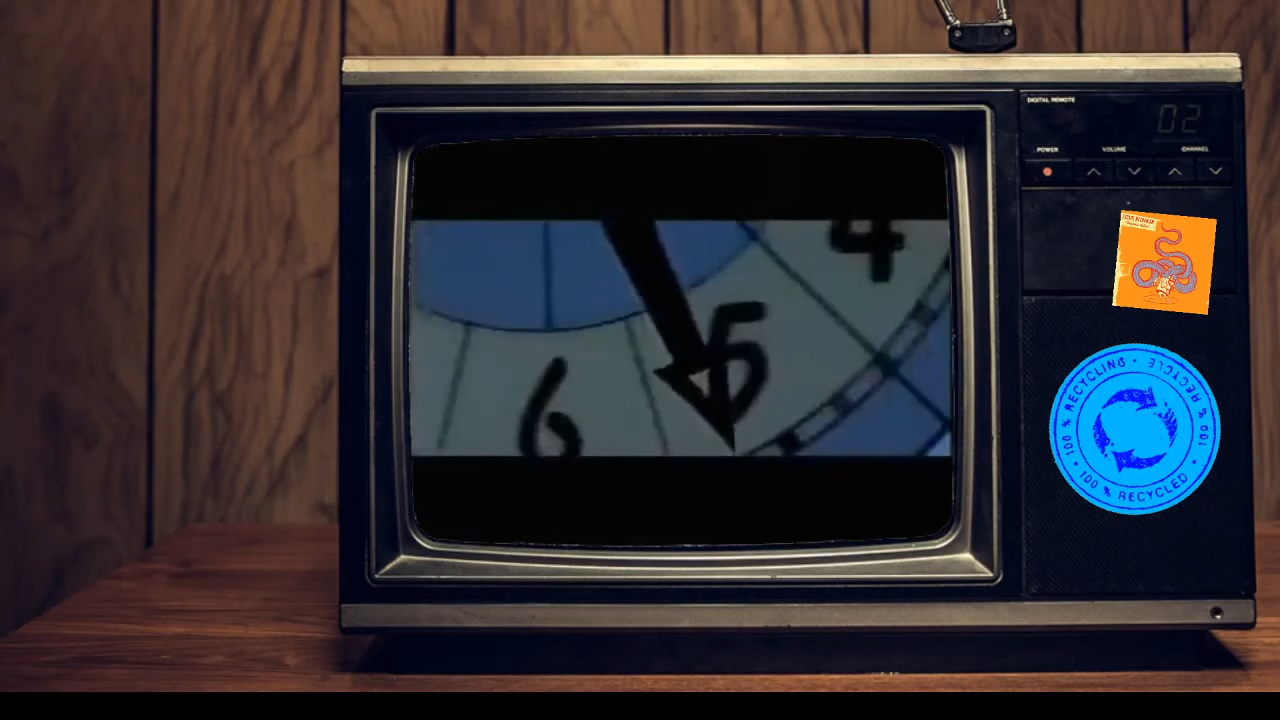 DIGITAL REMOTE
02
POWER
VOLUME
CHANNEL
4
5
6
100 % RECYCLING • 100 % RECYCLED • 100 % RECYCLE •